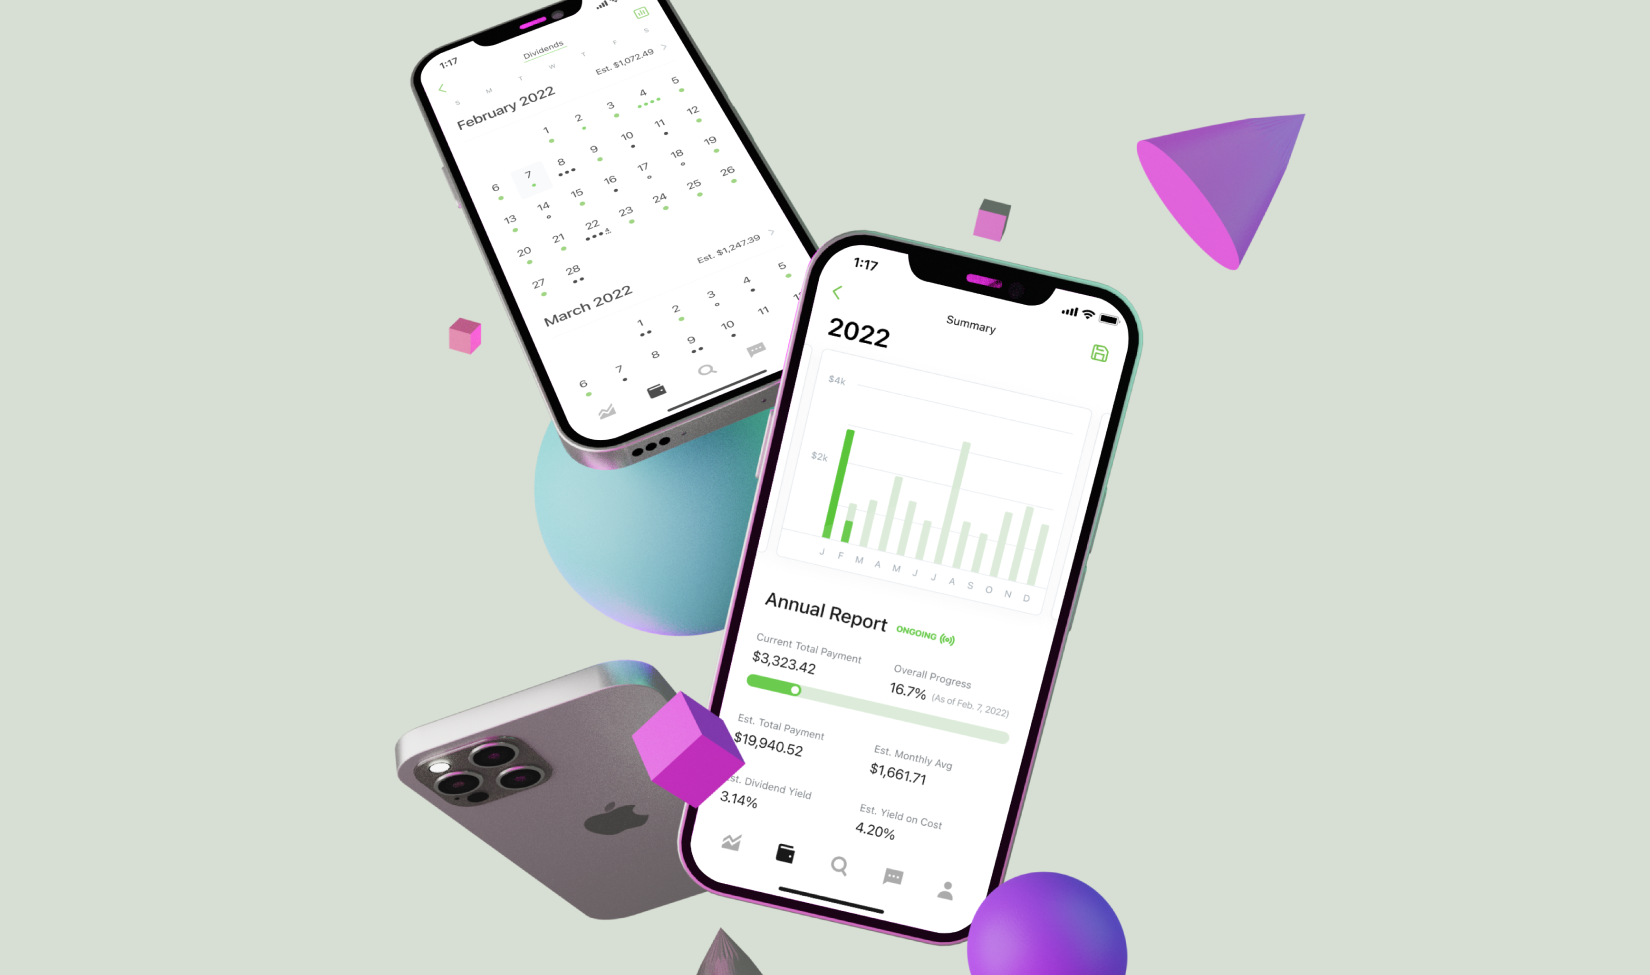 1:17
Dividends
S M T W T F S
February 2022 Est. $1,072.49
1 2 3 4 5
6 7 8 9 10 11 12
13 14 15 16 17 18 19
20 21 22 23 24 25 26
27 28
March 2022 Est. $1,247.39
1 2 3 4 5
6 7 8 9 10 11
1:17
Summary
2022
$4k
$2k
J F M A M J J A S O N D
Annual Report ONGOING
Current Total Payment
$3,323.42
Overall Progress
16.7% (As of Feb. 7, 2022)
Est. Total Payment
$19,940.52
Est. Monthly Avg
$1,661.71
Est. Dividend Yield
3.14%
Est. Yield on Cost
4.20%